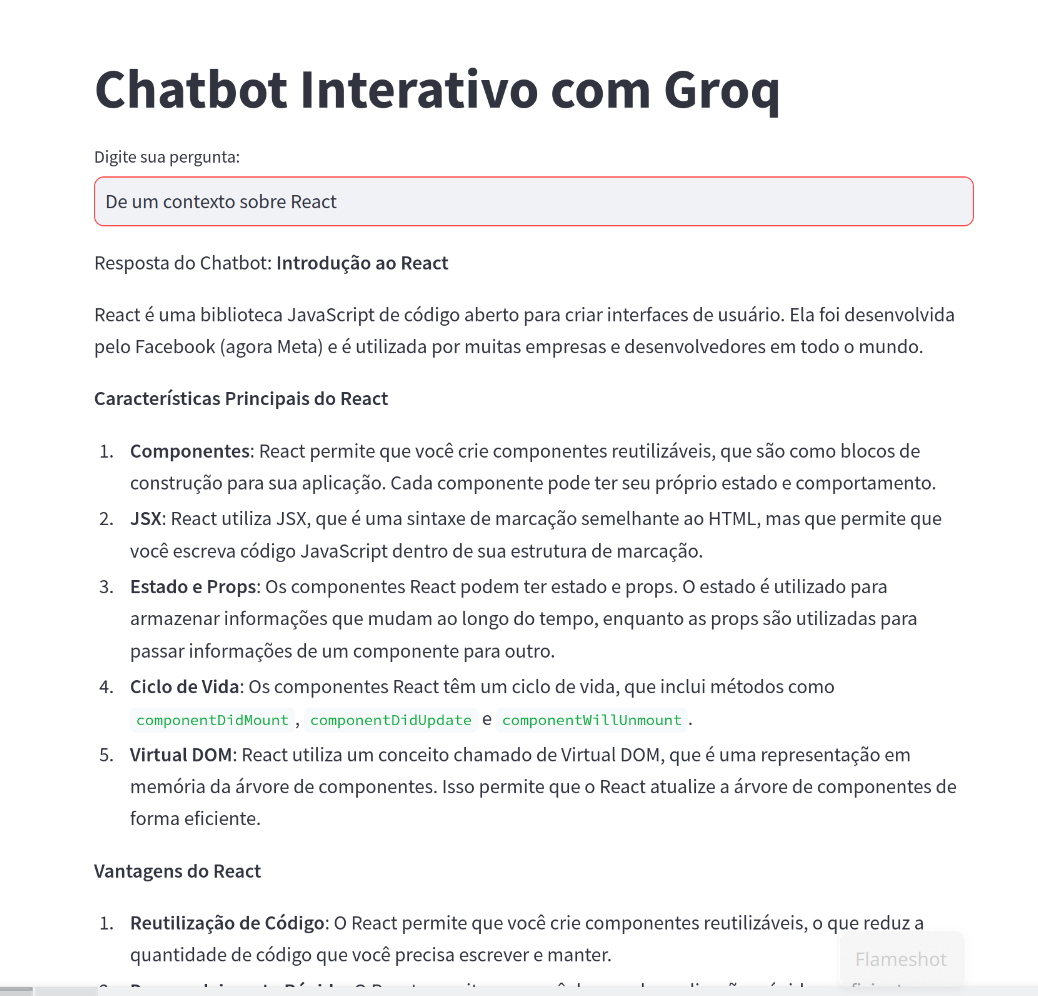 Chatbot Interativo com Groq
Digite sua pergunta:
De um contexto sobre React
Resposta do Chatbot: Introdução ao React
React é uma biblioteca JavaScript de código aberto para criar interfaces de usuário. Ela foi desenvolvida
pelo Facebook (agora Meta) e é utilizada por muitas empresas e desenvolvedores em todo o mundo.
Características Principais do React
1. Componentes: React permite que você crie componentes reutilizáveis, que são como blocos de
construção para sua aplicação. Cada componente pode ter seu próprio estado e comportamento.
2. JSX: React utiliza JSX, que é uma sintaxe de marcação semelhante ao HTML, mas que permite que
você escreva código JavaScript dentro de sua estrutura de marcação.
3. Estado e Props: Os componentes React podem ter estado e props. O estado é utilizado para
armazenar informações que mudam ao longo do tempo, enquanto as props são utilizadas para
passar informações de um componente para outro.
4. Ciclo de Vida: Os componentes React têm um ciclo de vida, que inclui métodos como
componentDidMount, componentDidUpdate e componentWillUnmount.
5. Virtual DOM: React utiliza um conceito chamado de Virtual DOM, que é uma representação em
memória da árvore de componentes. Isso permite que o React atualize a árvore de componentes de
forma eficiente.
Vantagens do React
1. Reutilização de Código: O React permite que você crie componentes reutilizáveis, o que reduz a
quantidade de código que você precisa escrever e manter.
Flameshot